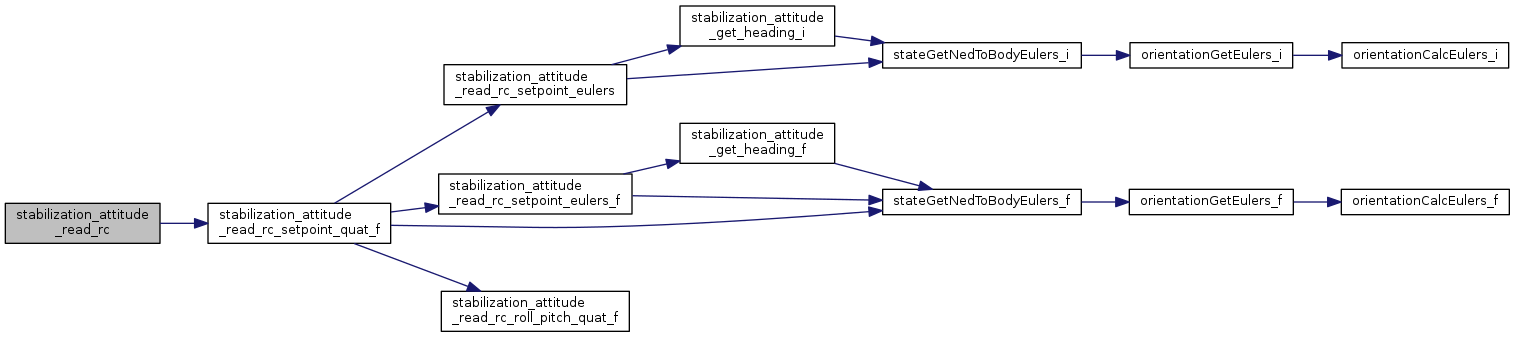 stabilization_attitude
_read_rc
stabilization_attitude
_read_rc_setpoint_quat_f
stabilization_attitude
_read_rc_setpoint_eulers
stabilization_attitude
_get_heading_i
stateGetNedToBodyEulers_i
orientationGetEulers_i
orientationCalcEulers_i
stabilization_attitude
_read_rc_setpoint_eulers_f
stabilization_attitude
_get_heading_f
stateGetNedToBodyEulers_f
orientationGetEulers_f
orientationCalcEulers_f
stabilization_attitude
_read_rc_roll_pitch_quat_f